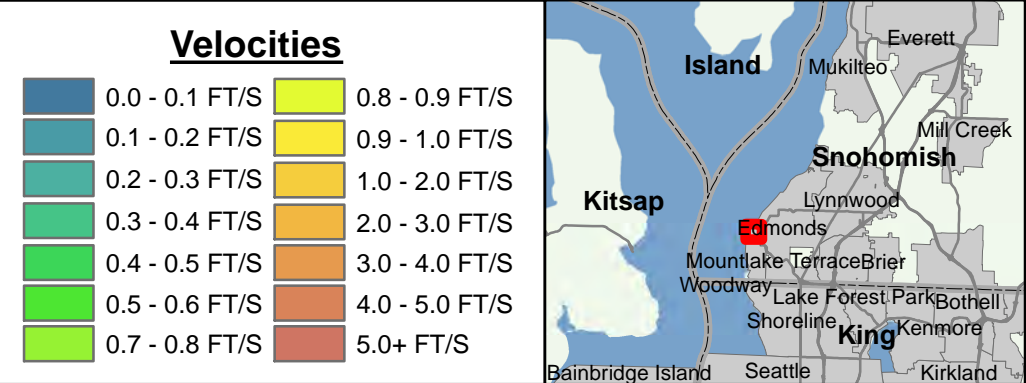 Velocities
0.0 - 0.1 FT/S
0.1 - 0.2 FT/S
0.2 - 0.3 FT/S
0.3 - 0.4 FT/S
0.4 - 0.5 FT/S
0.5 - 0.6 FT/S
0.7 - 0.8 FT/S
0.8 - 0.9 FT/S
0.9 - 1.0 FT/S
1.0 - 2.0 FT/S
2.0 - 3.0 FT/S
3.0 - 4.0 FT/S
4.0 - 5.0 FT/S
5.0+ FT/S
Everett
Island
Mukilteo
Mill Creek
Snohomish
Kitsap
Lynnwood
Edmonds
Mountlake Terrace
Brier
Woodway
Lake Forest Park
Bothell
Shoreline
King
Kenmore
Bainbridge Island
Seattle
Kirkland